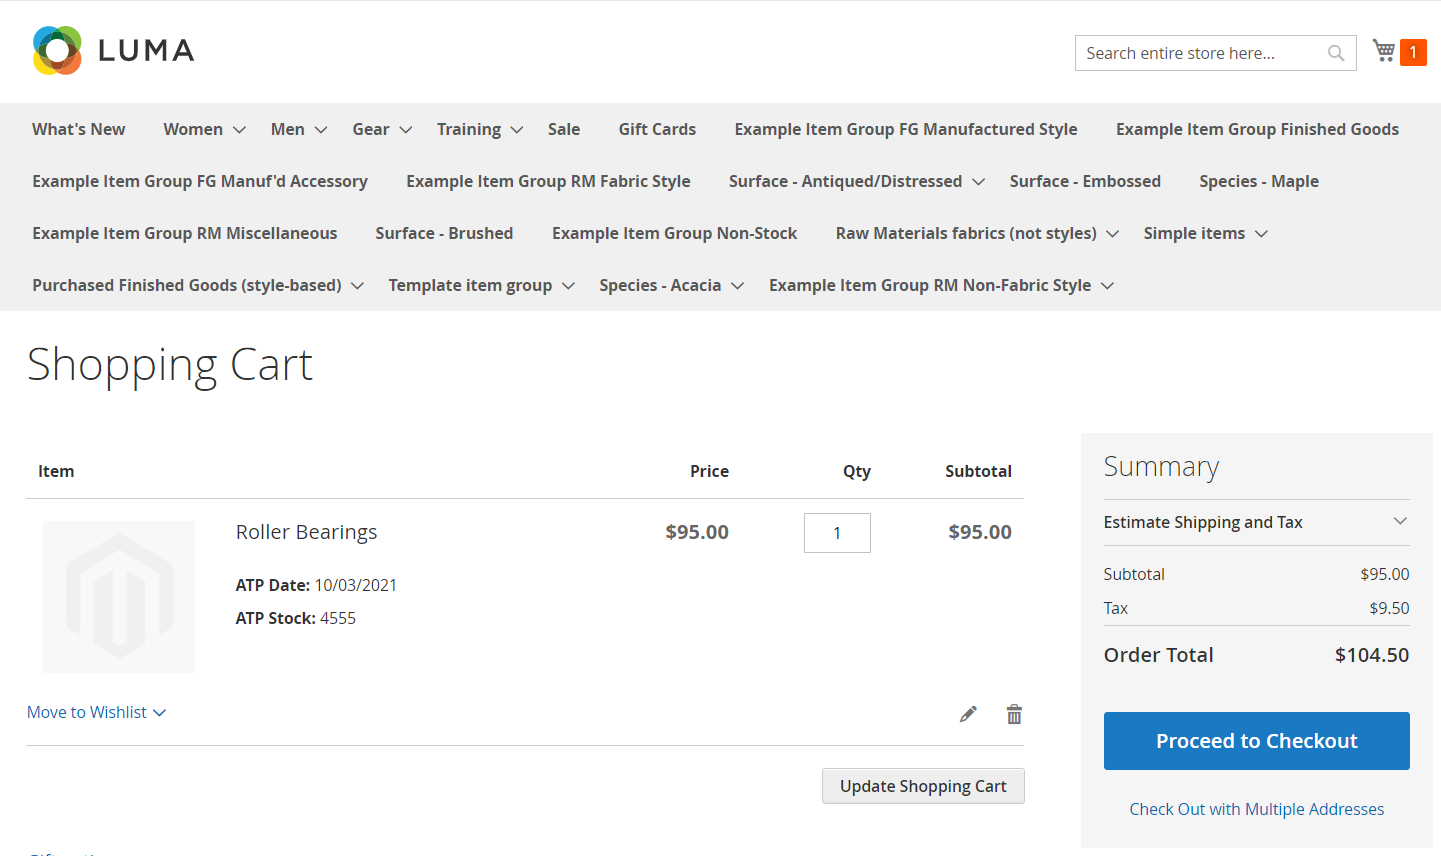 LUMA
Search entire store here...
1
What's New Women Men Gear Training Sale Gift Cards Example Item Group FG Manufactured Style Example Item Group Finished Goods
Example Item Group FG Manuf'd Accessory Example Item Group RM Fabric Style Surface - Antiqued/Distressed Surface - Embossed Species - Maple
Example Item Group RM Miscellaneous Surface - Brushed Example Item Group Non-Stock Raw Materials fabrics (not styles) Simple items
Purchased Finished Goods (style-based) Template item group Species - Acacia Example Item Group RM Non-Fabric Style
Shopping Cart
Item Price Qty Subtotal
Roller Bearings $95.00 1 $95.00
ATP Date: 10/03/2021
ATP Stock: 4555
Move to Wishlist
Update Shopping Cart
Summary
Estimate Shipping and Tax
Subtotal $95.00
Tax $9.50
Order Total $104.50
Proceed to Checkout
Check Out with Multiple Addresses